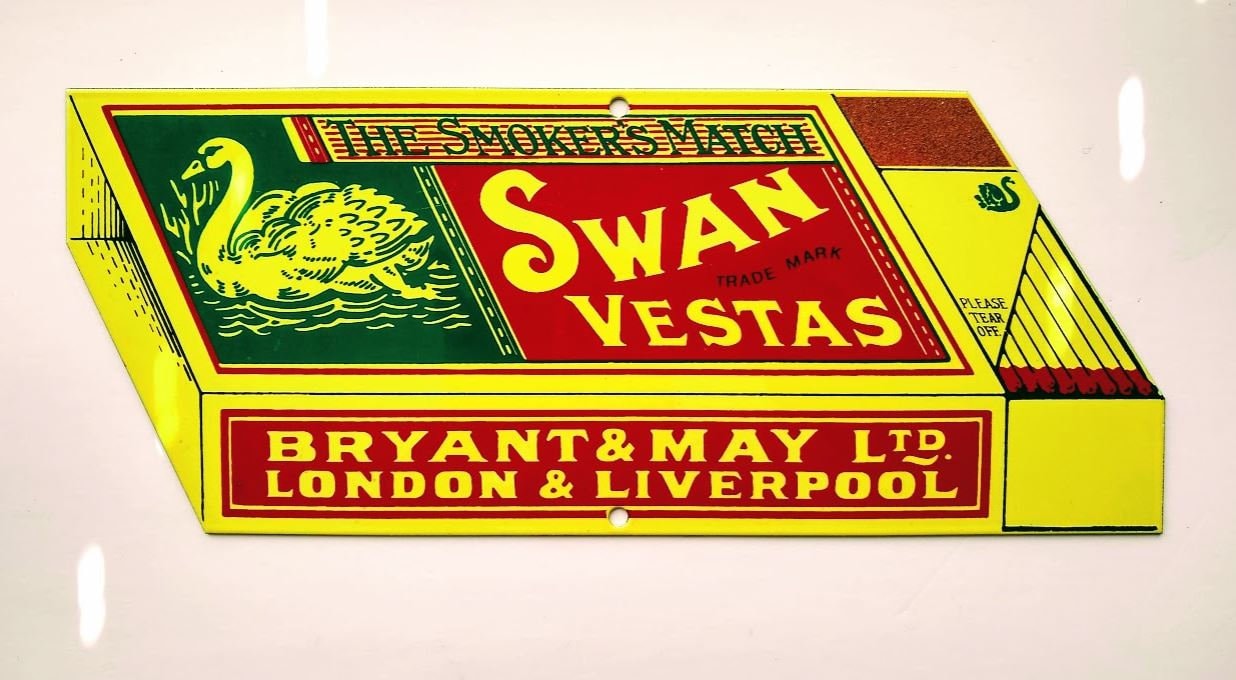 THE SMOKER'S MATCH
SWAN
VESTAS
TRADE MARK
PLEASE
TEAR
OFF
BRYANT & MAY LTD.
LONDON & LIVERPOOL